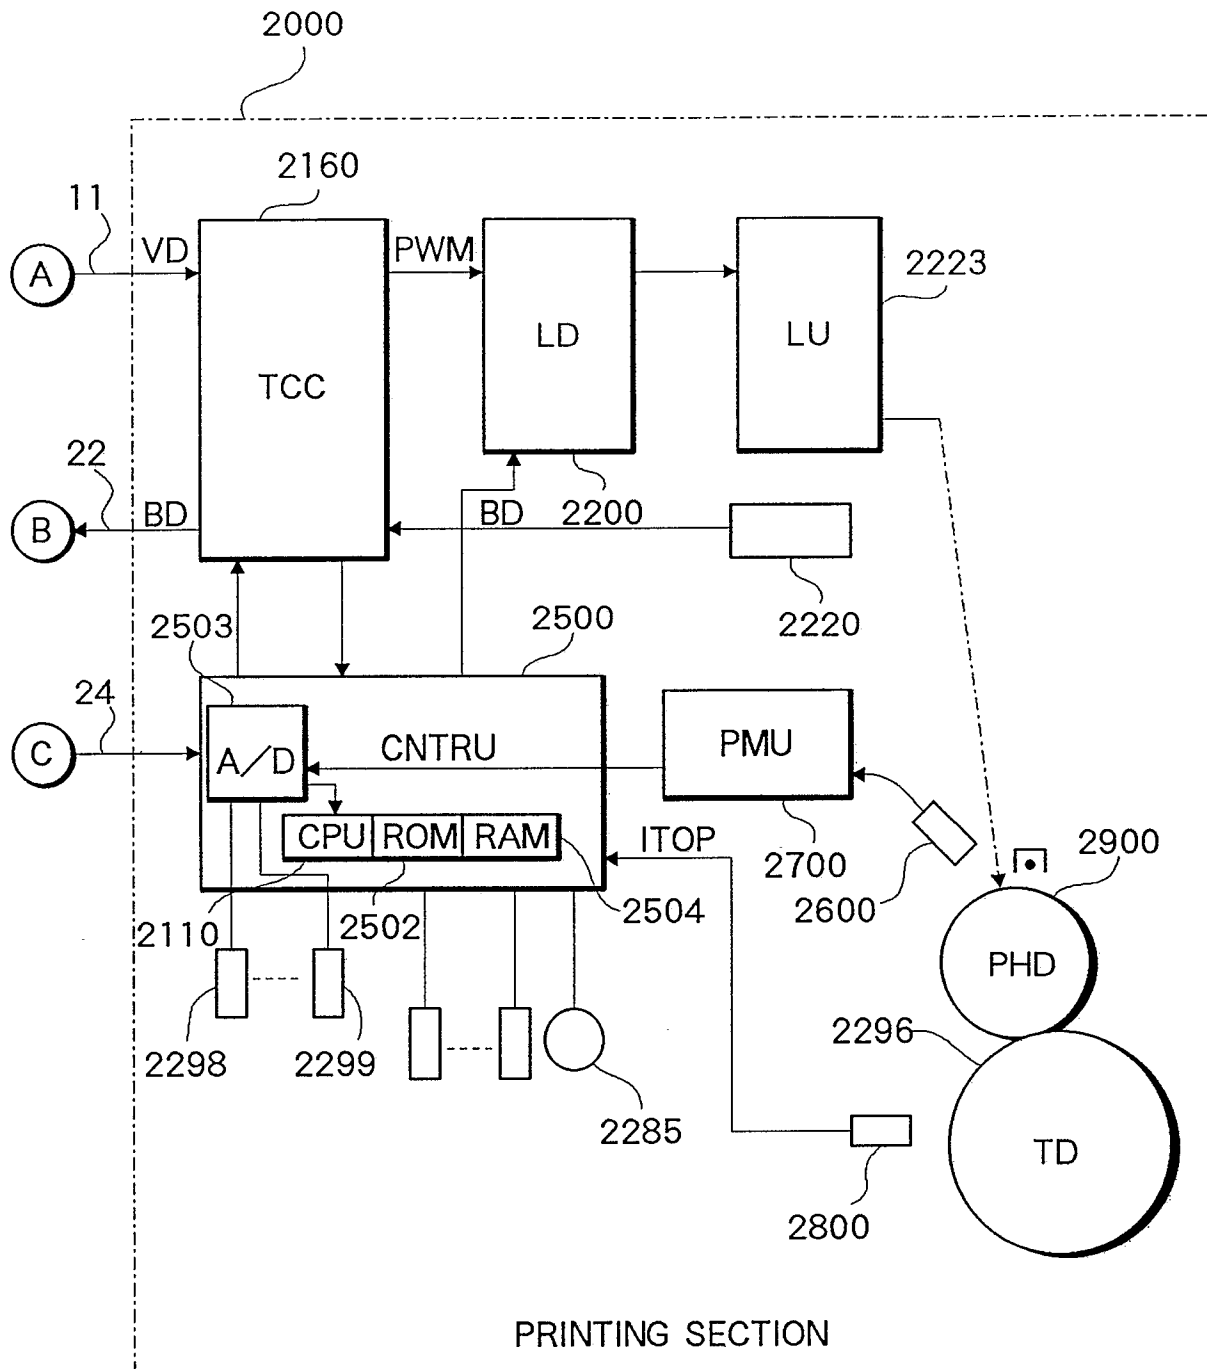 2000
2160
11
VD
PWM
2223
A
LD
LU
TCC
22
BD
BD
2200
B
2220
2503
2500
24
C
A/D
CNTRU
PMU
CPU ROM RAM
ITOP
2700
2600
2900
2110
2502
2504
PHD
2298
2299
2296
2285
TD
2800
PRINTING SECTION